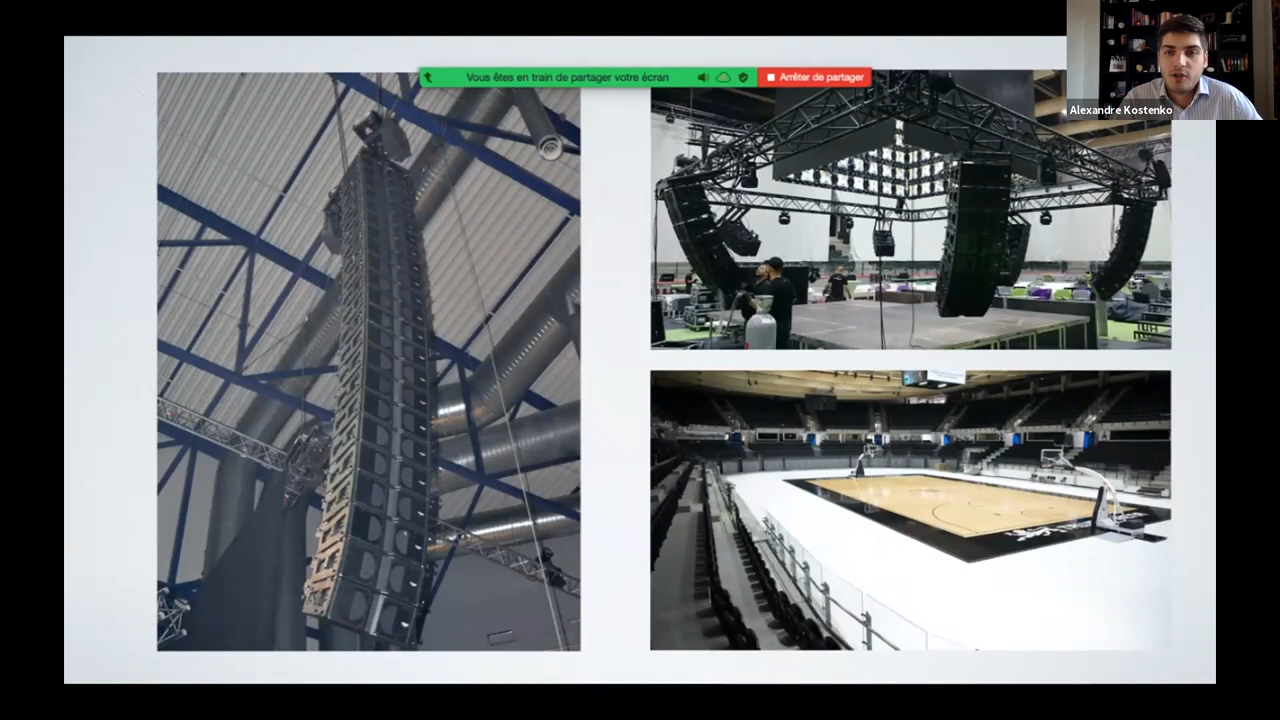 Vous êtes en train de partager votre écran
Arrêter de partager
Alexandre Kostenko